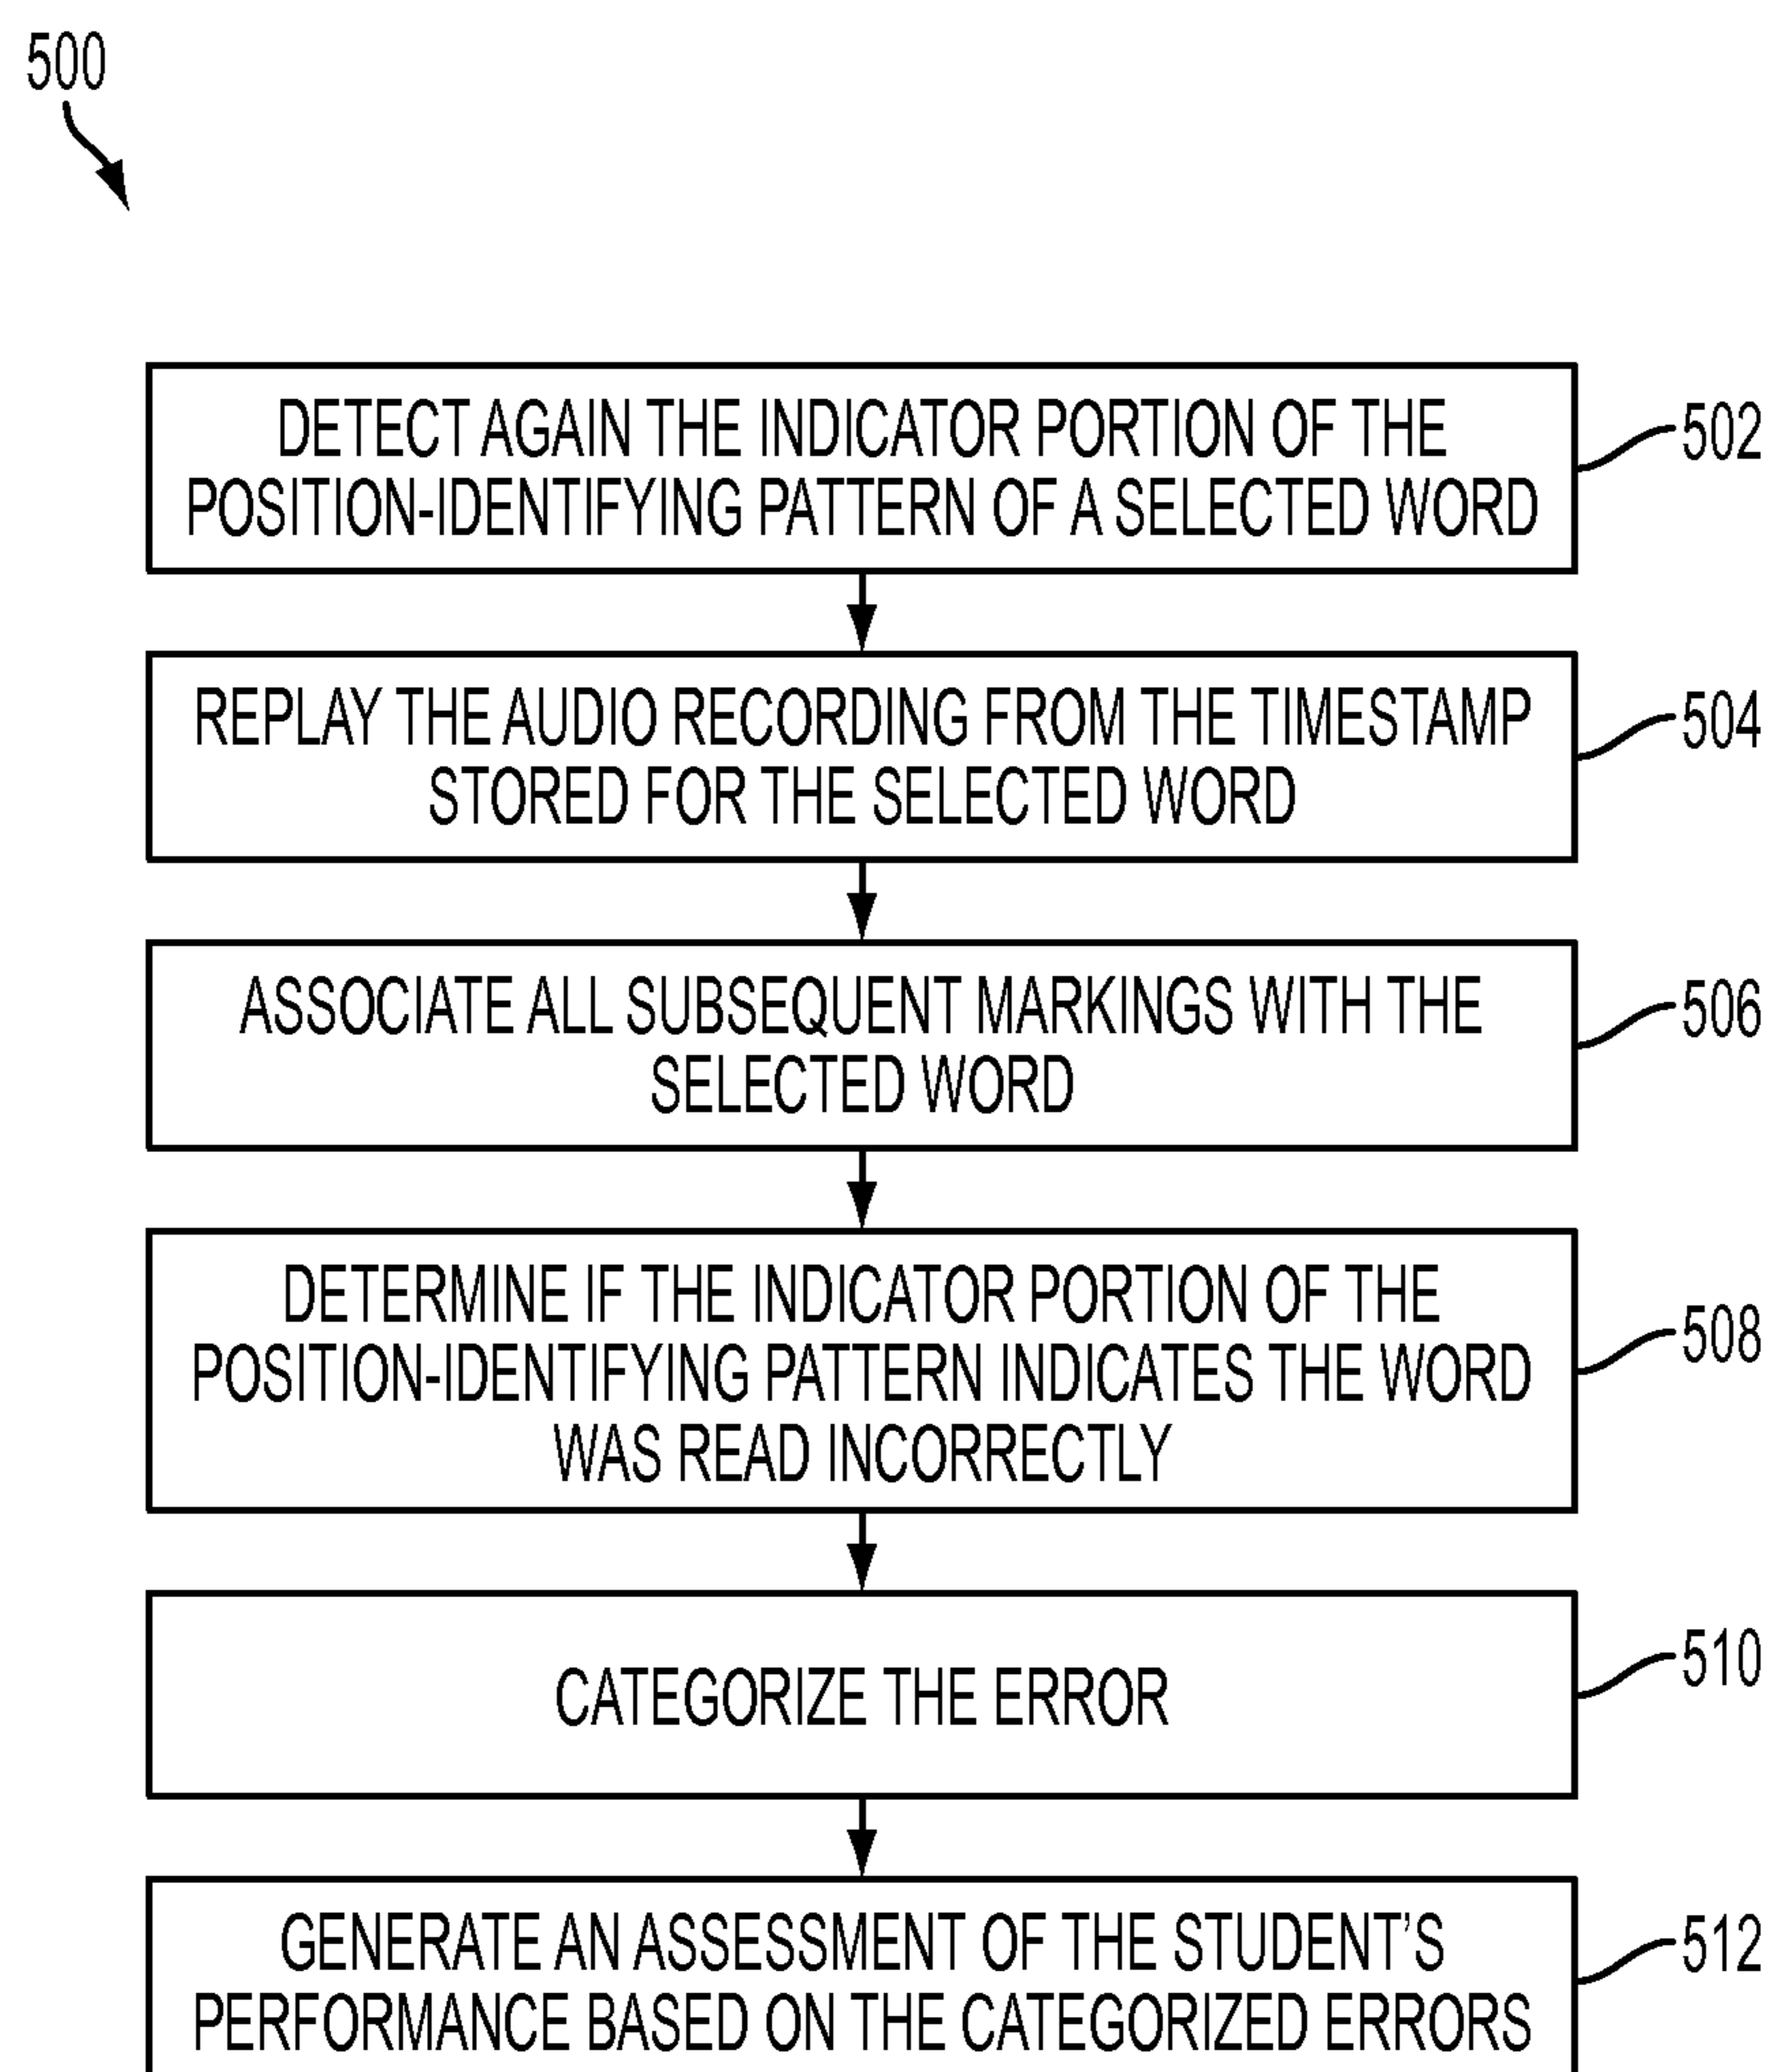 500
DETECT AGAIN THE INDICATOR PORTION OF THE
POSITION-IDENTIFYING PATTERN OF A SELECTED WORD
502
REPLAY THE AUDIO RECORDING FROM THE TIMESTAMP
STORED FOR THE SELECTED WORD
504
ASSOCIATE ALL SUBSEQUENT MARKINGS WITH THE
SELECTED WORD
506
DETERMINE IF THE INDICATOR PORTION OF THE
POSITION-IDENTIFYING PATTERN INDICATES THE WORD
WAS READ INCORRECTLY
508
CATEGORIZE THE ERROR
510
GENERATE AN ASSESSMENT OF THE STUDENT'S
PERFORMANCE BASED ON THE CATEGORIZED ERRORS
512